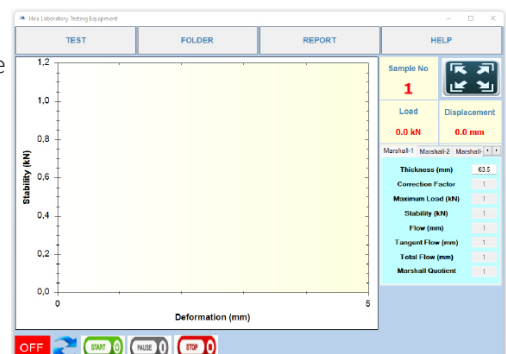 Hira Laboratory Testing Equipment
TEST FOLDER REPORT HELP
Sample No
1
Load Displacement
0.0 kN 0.0 mm
Marshall-1 Marshall-2 Marshall-
Thickness (mm) 63.5
Correction Factor 1
Maximum Load (kN) 1
Stability (kN) 1
Flow (mm) 1
Tangent Flow (mm) 1
Total Flow (mm) 1
Marshall Quotient 1
1,2
1,0
0,8
0,6
0,4
0,2
0,0
Stability (kN)
0 5
Deformation (mm)
OFF START PAUSE STOP